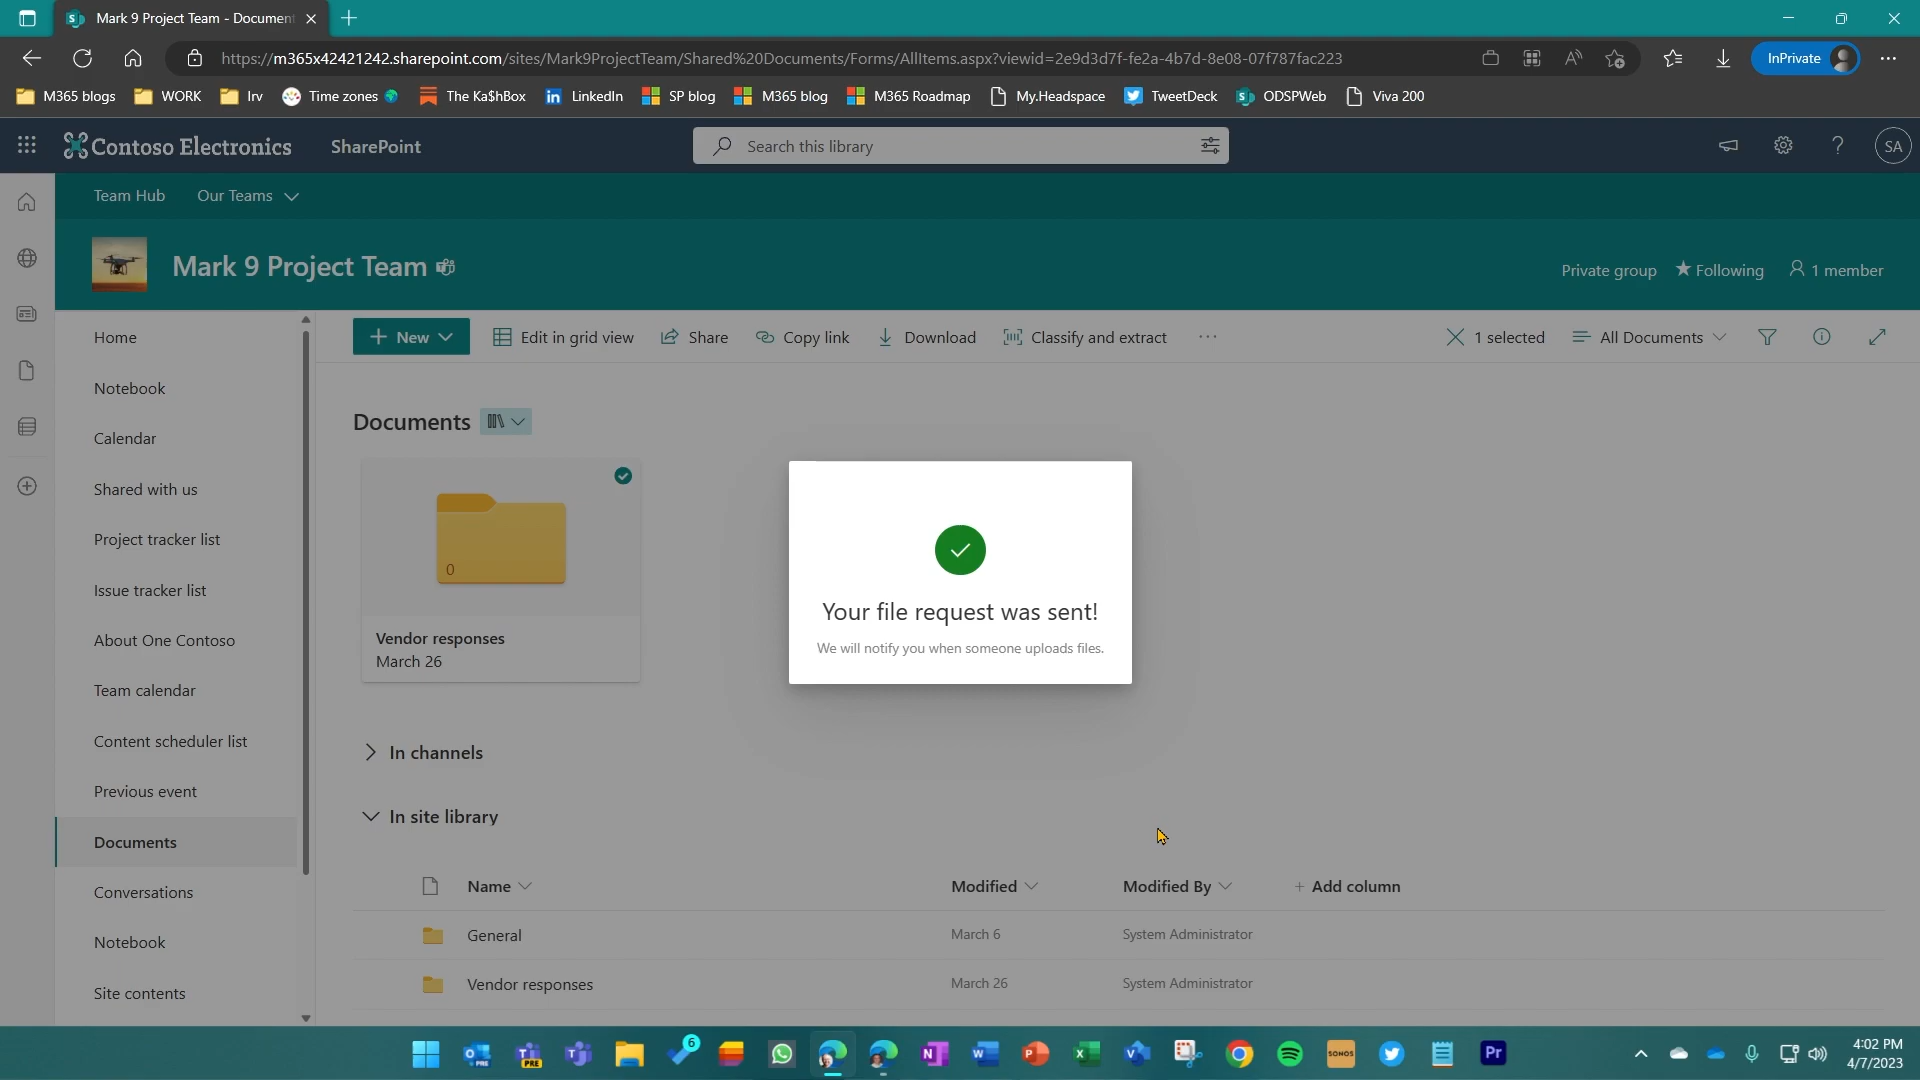 Mark 9 Project Team - Document
https://m365x42421242.sharepoint.com/sites/Mark9ProjectTeam/Shared%20Documents/Forms/AllItems.aspx?viewid=2e9d3d7f-fe2a-4b7d-8e08-07f787fac223
InPrivate
M365 blogs WORK Irv Time zones The Ka$hBox LinkedIn SP blog M365 blog M365 Roadmap My.Headspace TweetDeck ODSPWeb Viva 200
Contoso Electronics SharePoint Search this library SA
Team Hub Our Teams
Mark 9 Project Team
Private group Following 1 member
Home
Notebook
Calendar
Shared with us
Project tracker list
Issue tracker list
About One Contoso
Team calendar
Content scheduler list
Previous event
Documents
Conversations
Notebook
Site contents
New Edit in grid view Share Copy link Download Classify and extract 1 selected All Documents
Documents
0
Vendor responses
March 26
Your file request was sent!
We will notify you when someone uploads files.
In channels
In site library
Name Modified Modified By + Add column
General March 6 System Administrator
Vendor responses March 26 System Administrator
PRE
PRE
6
SONOS
Pr
4:02 PM
4/7/2023